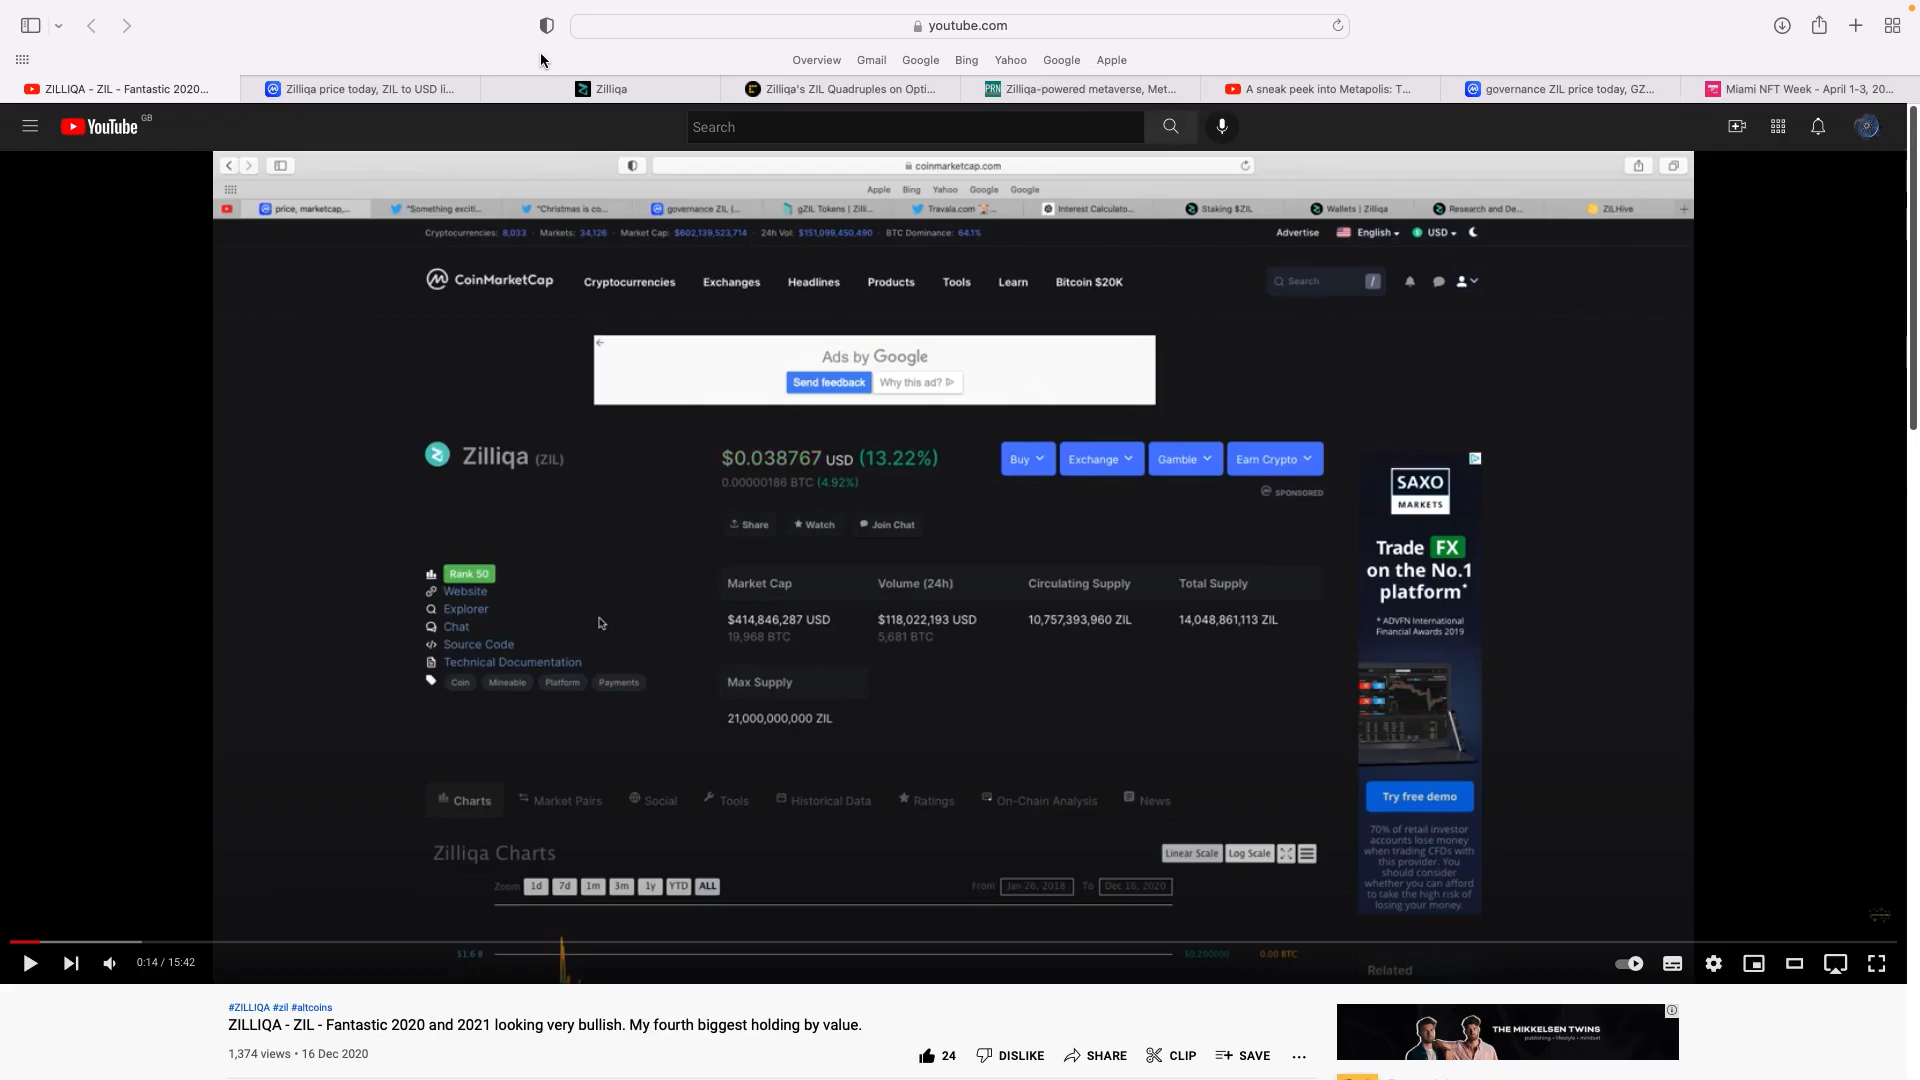 youtube.com
Overview Gmail Google Bing Yahoo Google Apple
ZILLIQA - ZIL - Fantastic 2020...
Zilliqa price today, ZIL to USD li...
Zilliqa
Zilliqa's ZIL Quadruples on Opti...
PRN Zilliqa-powered metaverse, Met...
A sneak peek into Metapolis: T...
governance ZIL price today, GZ...
Miami NFT Week - April 1-3, 20...
YouTube GB
Search
coinmarketcap.com
Apple Bing Yahoo Google Google
price, marketcap,...
"Something exciti...
"Christmas is co...
governance ZIL (...
gZIL Tokens | Zilli...
Travala.com
Interest Calculato...
Staking $ZIL
Wallets | Zilliqa
Research and De...
ZILHive
Cryptocurrencies: 8,033 · Markets: 34,126 · Market Cap: $602,139,523,714 · 24h Vol: $151,099,450,490 · BTC Dominance: 64.1%
Advertise English USD
CoinMarketCap Cryptocurrencies Exchanges Headlines Products Tools Learn Bitcoin $20K
Search /
Ads by Google
Send feedback Why this ad?
Zilliqa (ZIL)
$0.038767 USD (13.22%)
0.00000186 BTC (4.92%)
Buy Exchange Gamble Earn Crypto
SPONSORED
Share Watch Join Chat
Rank 50
Website
Explorer
Chat
Source Code
Technical Documentation
Coin Mineable Platform Payments
Market Cap Volume (24h) Circulating Supply Total Supply
$414,846,287 USD $118,022,193 USD 10,757,393,960 ZIL 14,048,861,113 ZIL
19,968 BTC 5,681 BTC
Max Supply
21,000,000,000 ZIL
SAXO
MARKETS
Trade FX
on the No.1
platform*
* ADVFN International
Financial Awards 2019
Try free demo
70% of retail investor
accounts lose money
when trading CFDs with
this provider. You
should consider
whether you can afford
to take the high risk of
losing your money.
Charts Market Pairs Social Tools Historical Data Ratings On-Chain Analysis News
Zilliqa Charts
Linear Scale Log Scale
Zoom 1d 7d 1m 3m 1y YTD ALL
From Jan 26, 2018 To Dec 16, 2020
$1.6 B $0.200000 0.00 BTC
Related
0:14 / 15:42
#ZILLIQA #zil #altcoins
ZILLIQA - ZIL - Fantastic 2020 and 2021 looking very bullish. My fourth biggest holding by value.
1,374 views • 16 Dec 2020
24 DISLIKE SHARE CLIP SAVE ...
THE MIKKELSEN TWINS
publishing • lifestyle • mindset